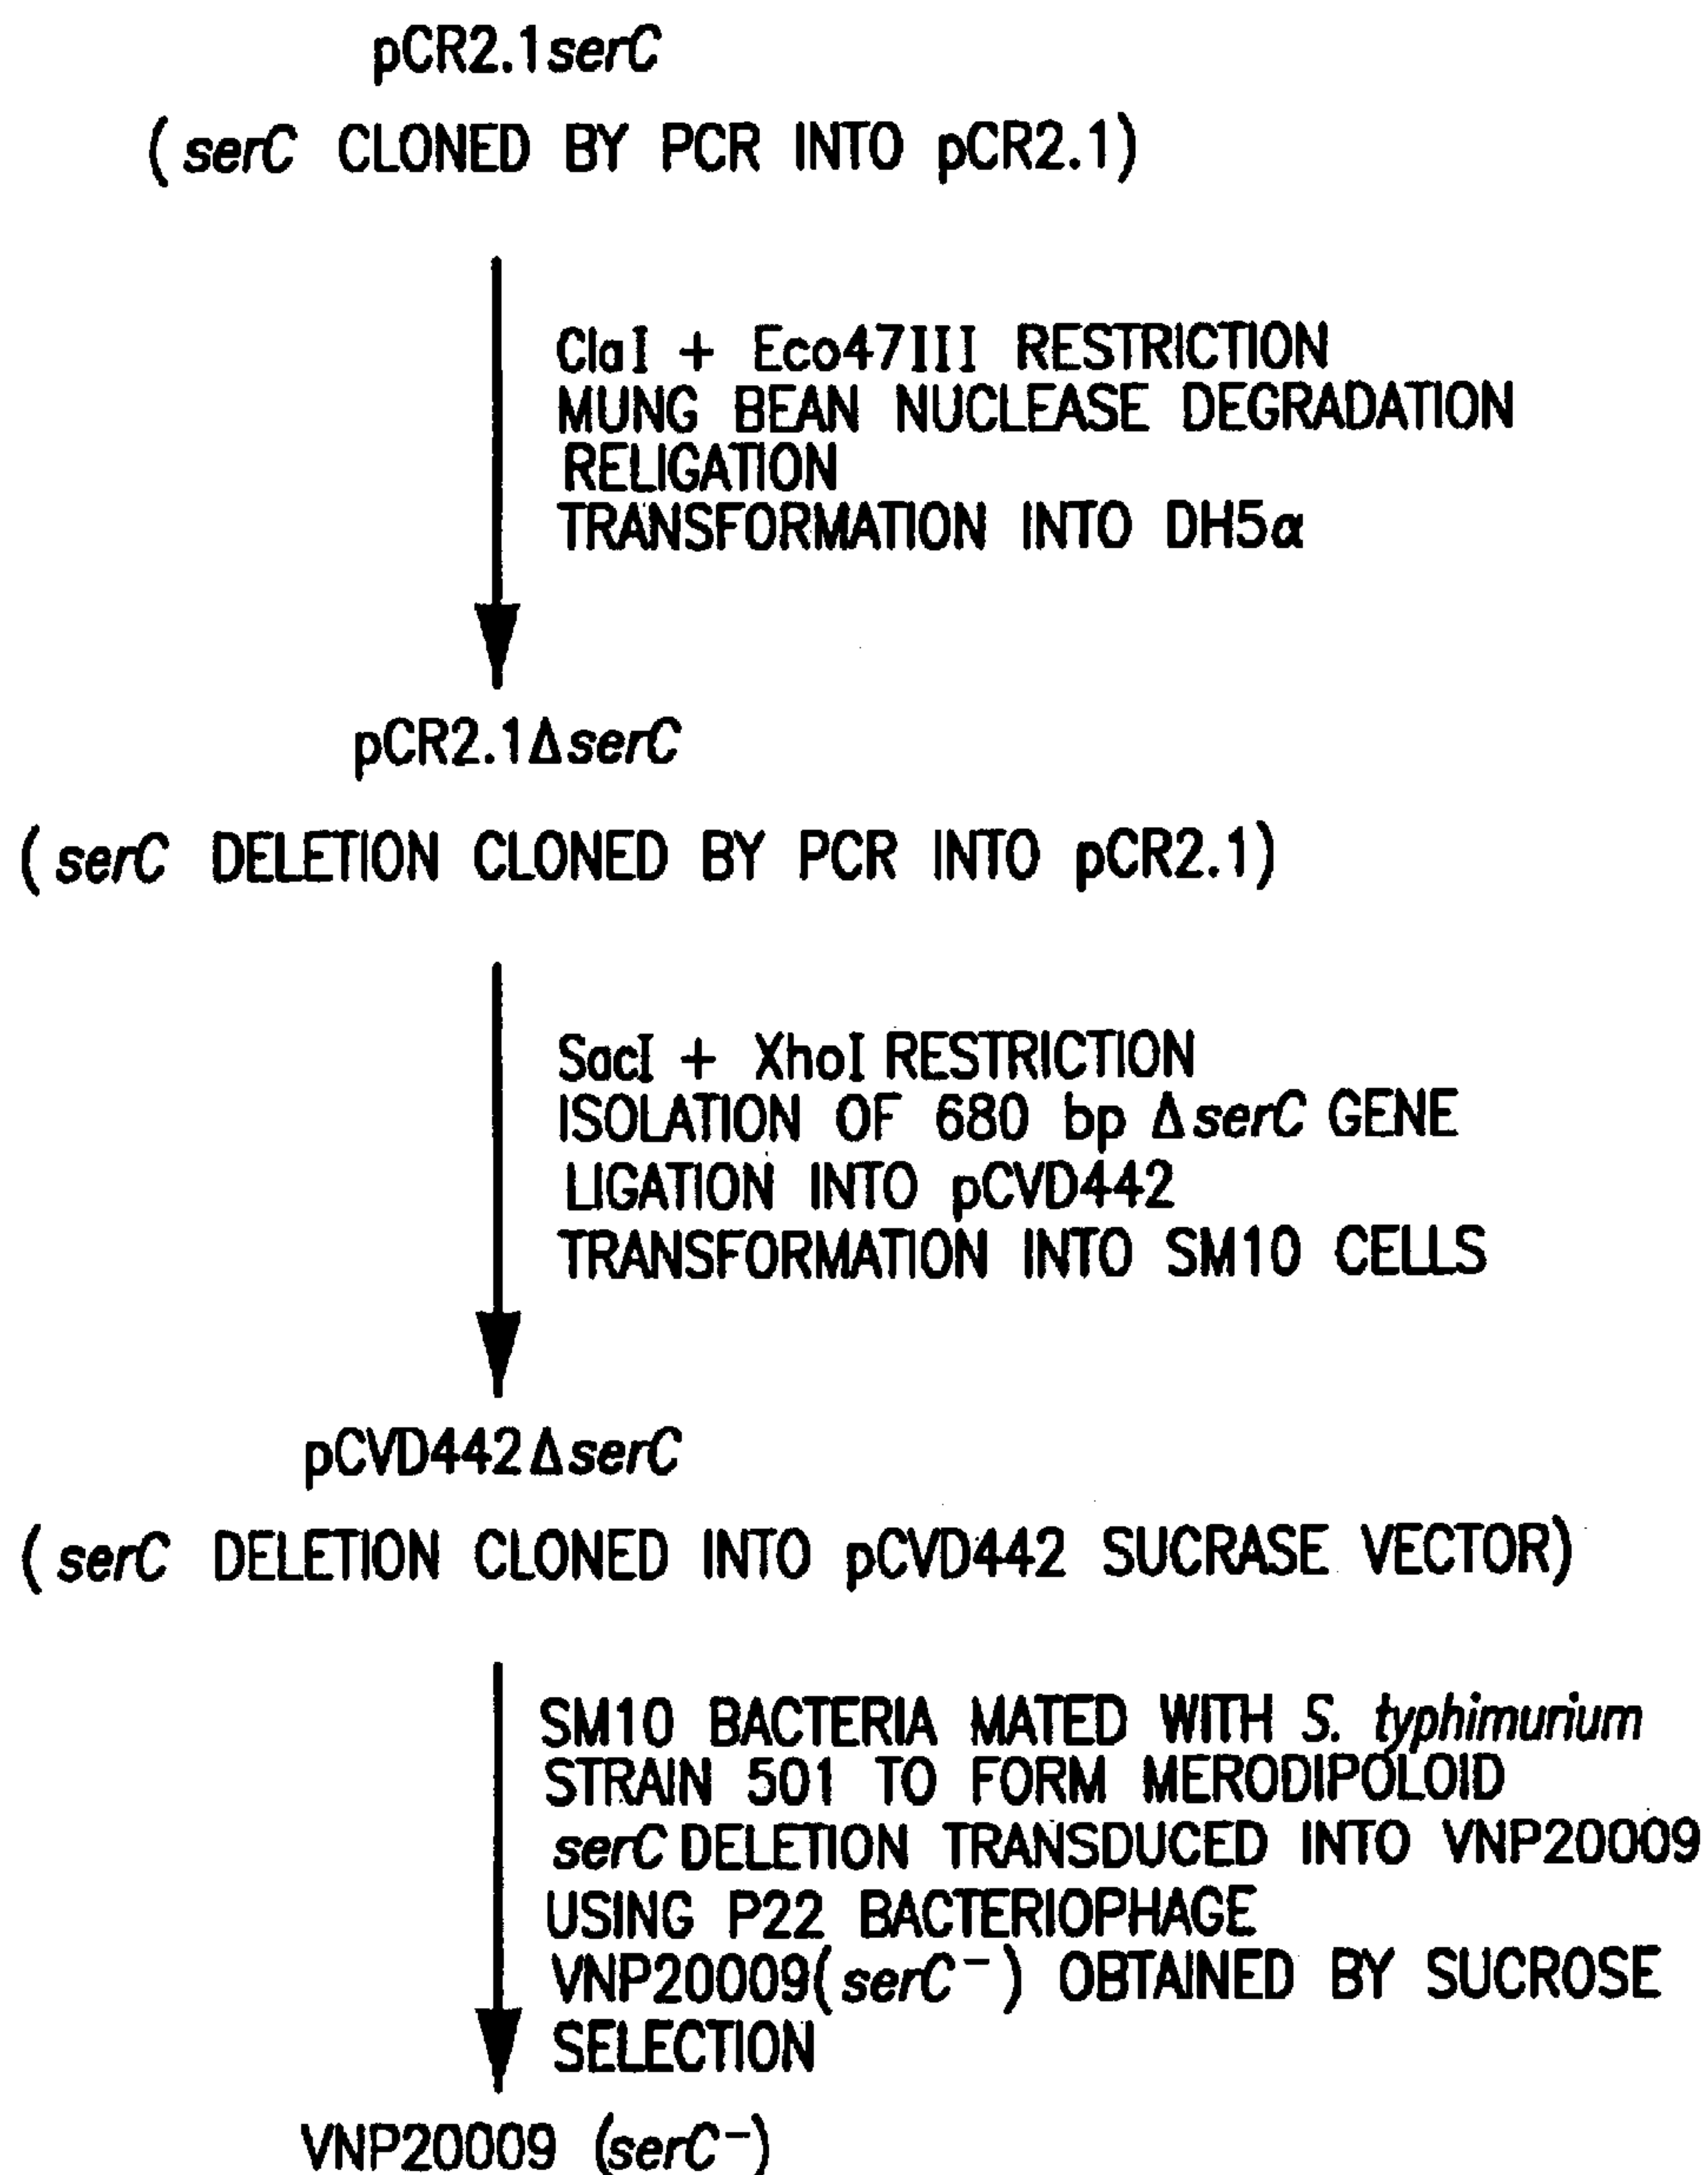 pCR2.1serC
(serC CLONED BY PCR INTO pCR2.1)
ClaI + Eco47III RESTRICTION
MUNG BEAN NUCLEASE DEGRADATION
RELIGATION
TRANSFORMATION INTO DH5α
pCR2.1ΔserC
(serC DELETION CLONED BY PCR INTO pCR2.1)
SacI + XhoI RESTRICTION
ISOLATION OF 680 bp ΔserC GENE
LIGATION INTO pCVD442
TRANSFORMATION INTO SM10 CELLS
pCVD442ΔserC
(serC DELETION CLONED INTO pCVD442 SUCRASE VECTOR)
SM10 BACTERIA MATED WITH S. typhimurium
STRAIN 501 TO FORM MERODIPOLOID
serC DELETION TRANSDUCED INTO VNP20009
USING P22 BACTERIOPHAGE
VNP20009(serC⁻) OBTAINED BY SUCROSE
SELECTION
VNP20009 (serC⁻)